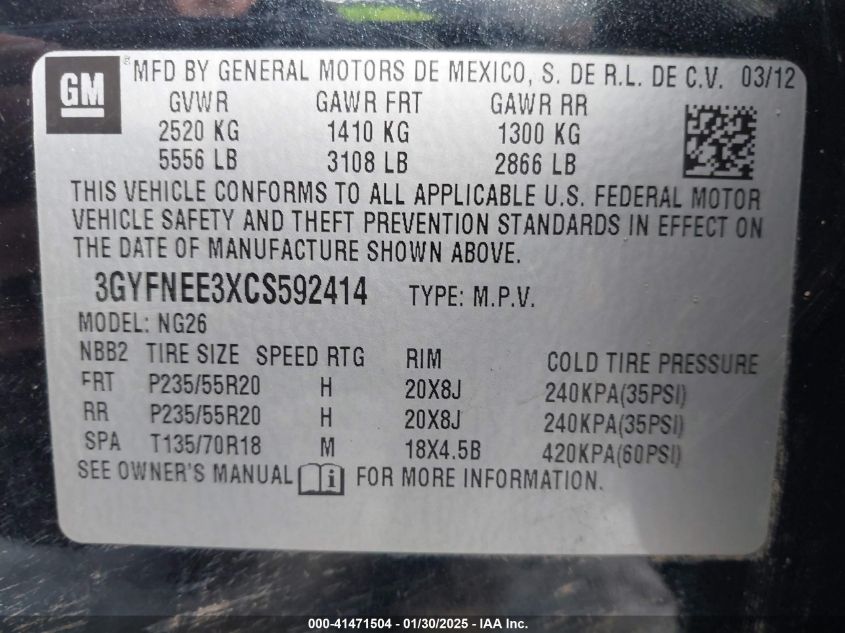 GM® MFD BY GENERAL MOTORS DE MEXICO, S. DE R.L. DE C.V. 03/12
GVWR GAWR FRT GAWR RR
2520 KG 1410 KG 1300 KG
5556 LB 3108 LB 2866 LB
THIS VEHICLE CONFORMS TO ALL APPLICABLE U.S. FEDERAL MOTOR
VEHICLE SAFETY AND THEFT PREVENTION STANDARDS IN EFFECT ON
THE DATE OF MANUFACTURE SHOWN ABOVE.
3GYFNEE3XCS592414 TYPE: M.P.V.
MODEL: NG26
NBB2 TIRE SIZE SPEED RTG RIM COLD TIRE PRESSURE
FRT P235/55R20 H 20X8J 240KPA(35PSI)
RR P235/55R20 H 20X8J 240KPA(35PSI)
SPA T135/70R18 M 18X4.5B 420KPA(60PSI)
SEE OWNER'S MANUAL i FOR MORE INFORMATION.
000-41471504 / 01/30/2025 - IAA Inc.